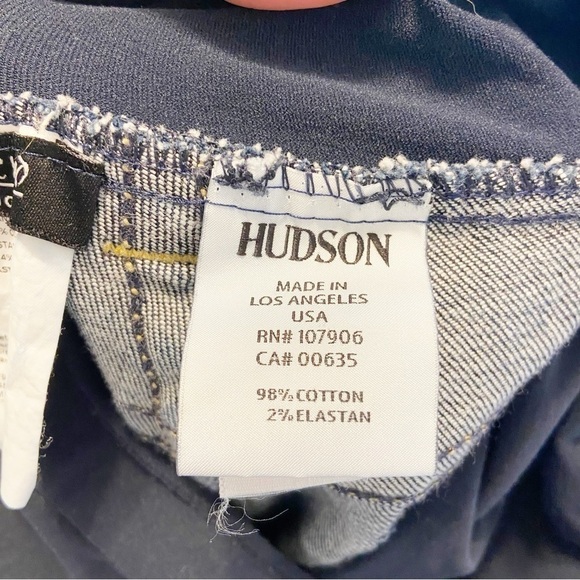 HUDSON
MADE IN
LOS ANGELES
USA
RN# 107906
CA# 00635
98% COTTON
2% ELASTAN